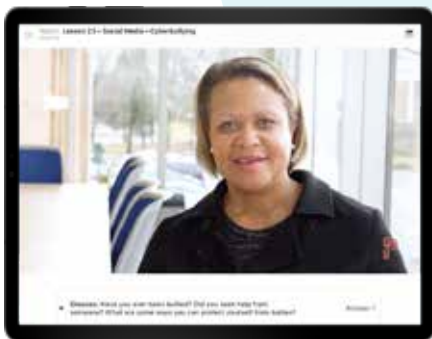 Lesson 23 – Social Media – Cyberbullying
Discuss: Have you ever been bullied? Did you seek help from
someone? What are some ways you can protect yourself from bullies?